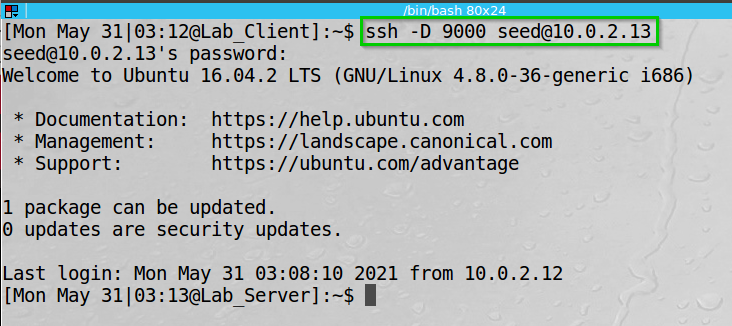 /bin/bash 80x24
[Mon May 31|03:12@Lab_Client]:~$ ssh -D 9000 seed@10.0.2.13
seed@10.0.2.13's password:
Welcome to Ubuntu 16.04.2 LTS (GNU/Linux 4.8.0-36-generic i686)
 * Documentation:  https://help.ubuntu.com
 * Management:     https://landscape.canonical.com
 * Support:        https://ubuntu.com/advantage
1 package can be updated.
0 updates are security updates.
Last login: Mon May 31 03:08:10 2021 from 10.0.2.12
[Mon May 31|03:13@Lab_Server]:~$